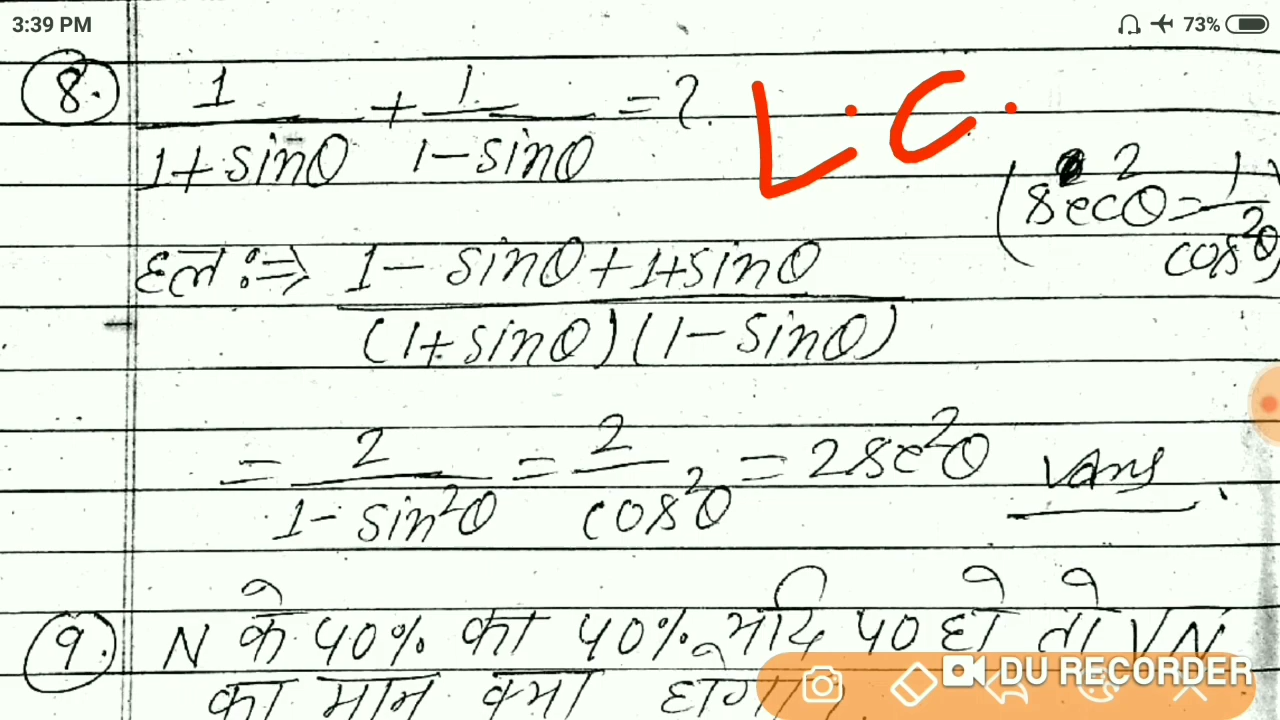 3:39 PM 73%
8. 1/(1+sinθ) + 1/(1-sinθ) = ?
L.C.
(sec²θ = 1/cos²θ)
हल :⇒ (1 - sinθ + 1 + sinθ)/((1+sinθ)(1-sinθ))
= 2/(1 - sin²θ) = 2/cos²θ = 2sec²θ Ans
9. N के 40% का 40% यदि 40 हो तो √N
का मान क्या होगा
DU RECORDER